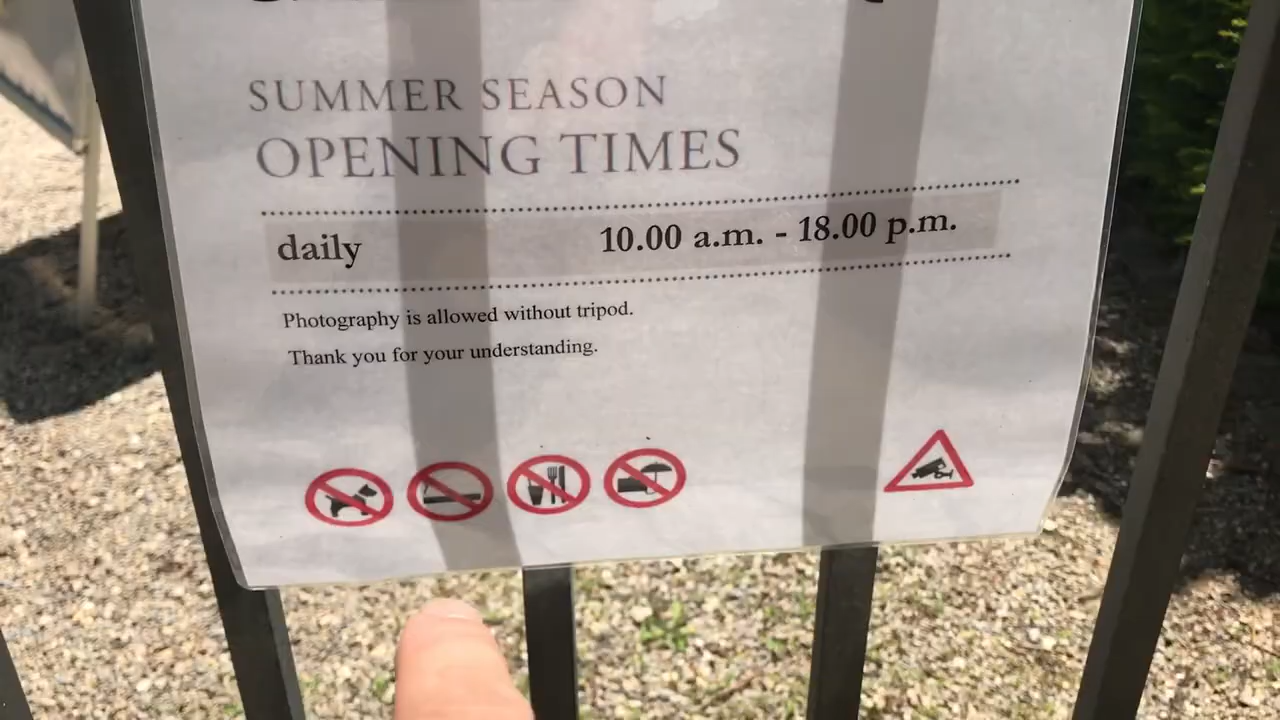 SUMMER SEASON
OPENING TIMES
daily 10.00 a.m. - 18.00 p.m.
Photography is allowed without tripod.
Thank you for your understanding.